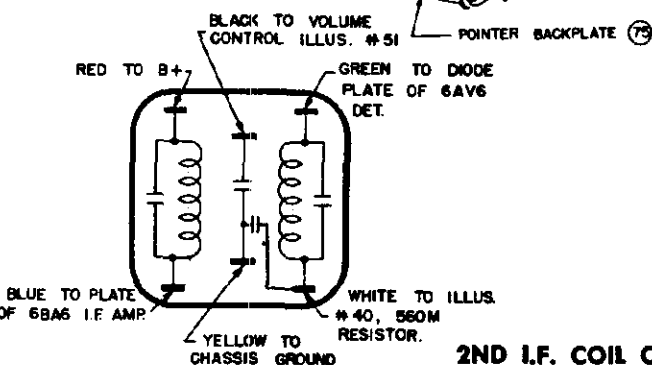 BLACK TO VOLUME
CONTROL ILLUS. #51
POINTER BACKPLATE 75
RED TO B+
GREEN TO DIODE
PLATE OF 6AV6
DET.
BLUE TO PLATE
OF 6BA6 I.F. AMP.
WHITE TO ILLUS.
#40, 560M
RESISTOR.
YELLOW TO
CHASSIS GROUND
2ND I.F. COIL